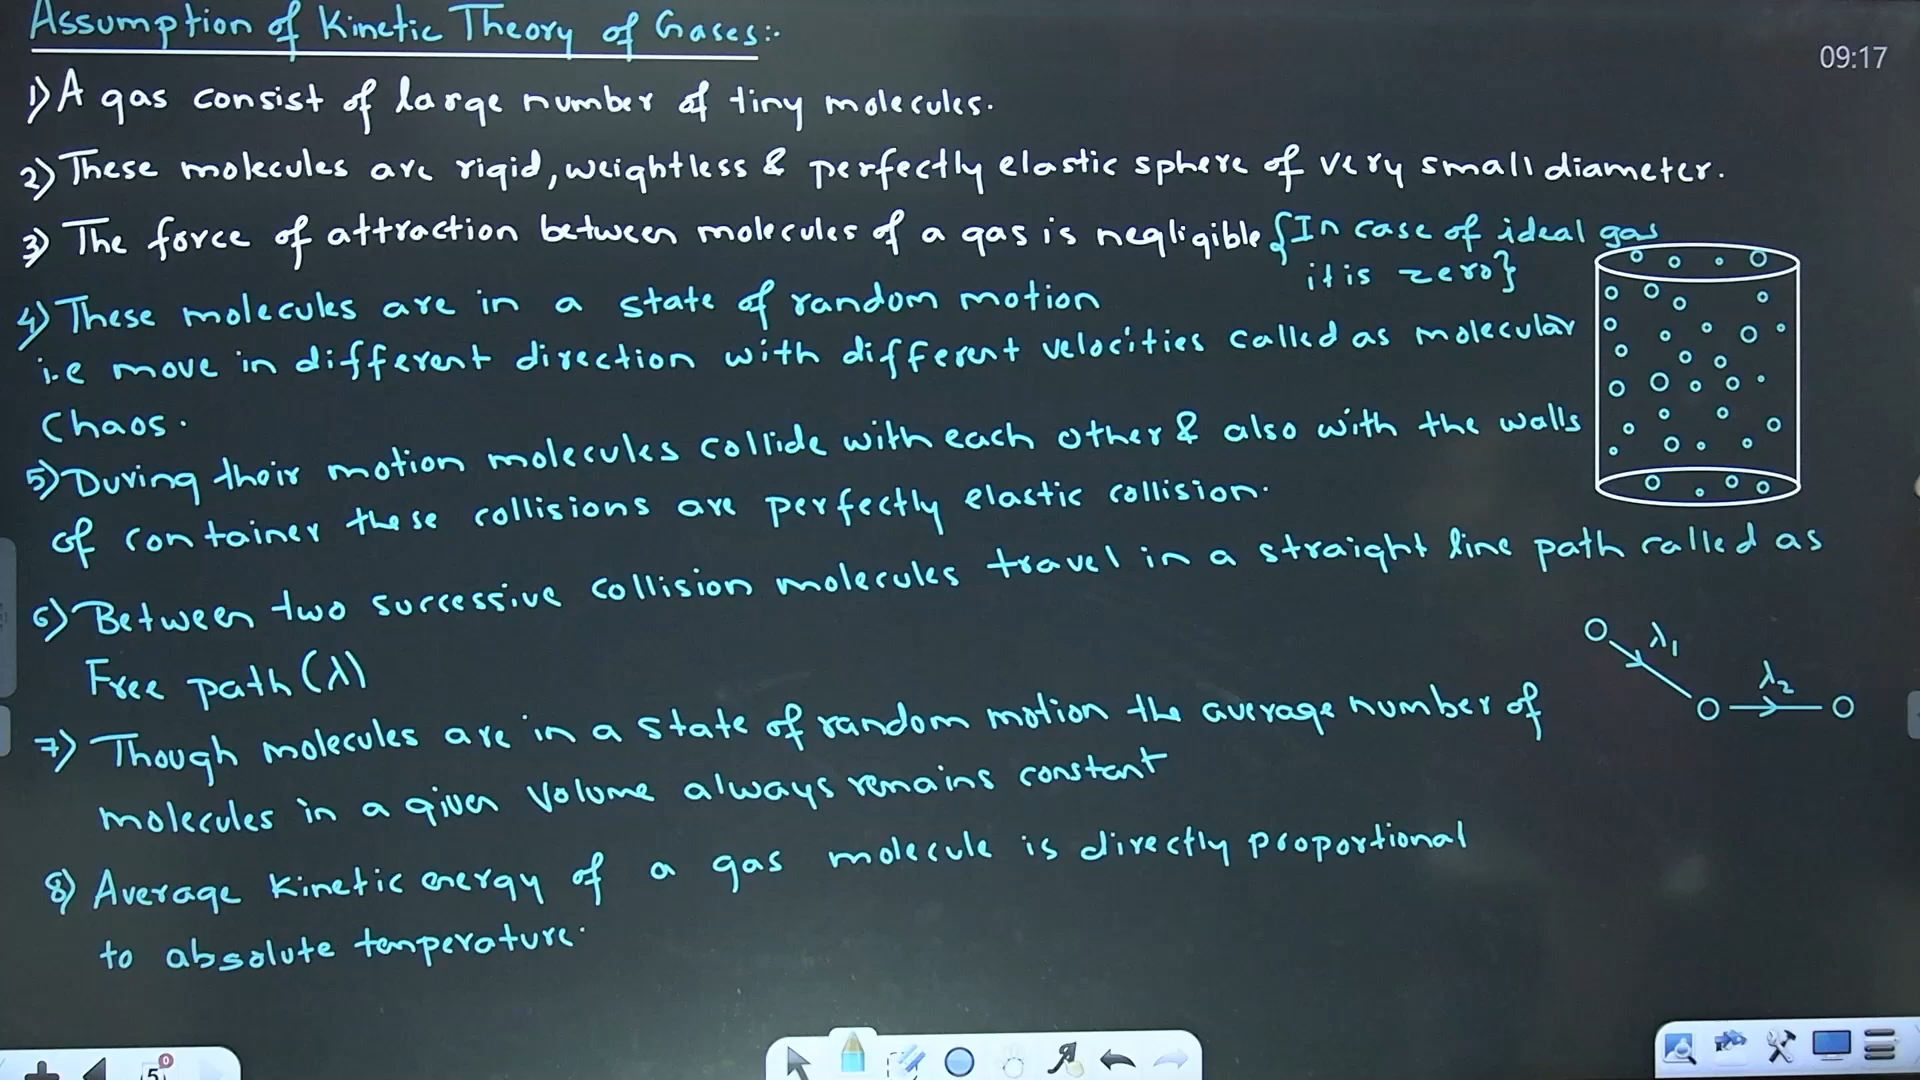 Assumption of Kinetic Theory of Gases:-
09:17
1) A gas consist of large number of tiny molecules.
2) These molecules are rigid, weightless & perfectly elastic sphere of very small diameter.
3) The force of attraction between molecules of a gas is negligible {In case of ideal gas
it is zero}
4) These molecules are in a state of random motion
i.e move in different direction with different velocities called as molecular
Chaos.
5) During their motion molecules collide with each other & also with the walls
of container these collisions are perfectly elastic collision.
6) Between two successive collision molecules travel in a straight line path called as
Free path (λ)
λ1
λ2
7) Though molecules are in a state of random motion the average number of
molecules in a given volume always remains constant
8) Average kinetic energy of a gas molecule is directly proportional
to absolute temperature.
5
0